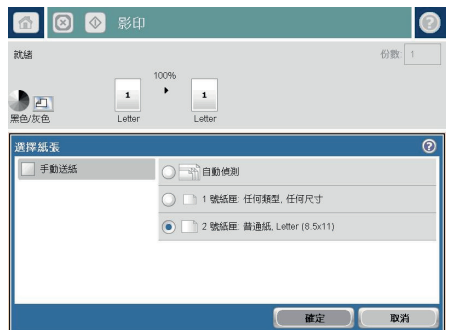 影印
就緒
份數: 1
100%
1
1
黑色/灰色
Letter
Letter
選擇紙張
手動送紙
自動偵測
1 號紙匣: 任何類型, 任何尺寸
2 號紙匣: 普通紙, Letter (8.5x11)
確定
取消